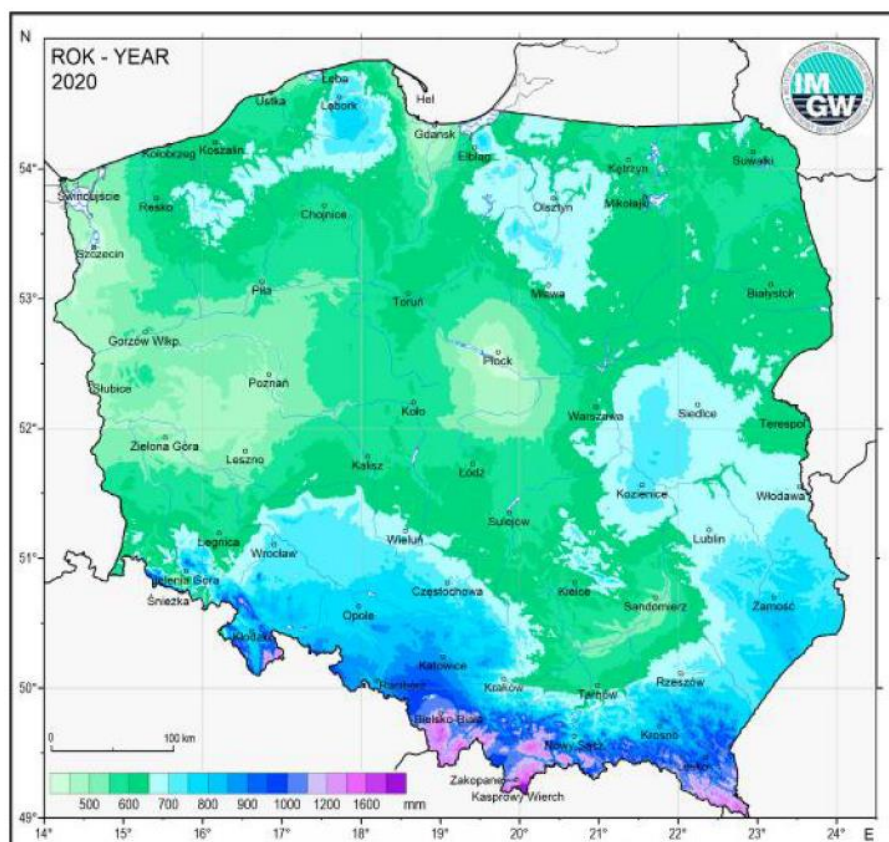 N
ROK - YEAR
2020
IM
GW
Łeba
Ustka
Lębork
Hel
Gdańsk
Kołobrzeg
Koszalin
Elbląg
Kętrzyn
Suwałki
54°
Świnoujście
Resko
Chojnice
Olsztyn
Mikołajki
Szczecin
Piła
Toruń
Mława
Białystok
53°
Gorzów Wlkp.
Płock
Słubice
Poznań
Koło
Warszawa
Siedlce
Terespol
52°
Zielona Góra
Leszno
Kalisz
Łódź
Kozienice
Włodawa
Sulejów
Legnica
Wrocław
Wieluń
Lublin
51°
Jelenia Góra
Śnieżka
Częstochowa
Kielce
Sandomierz
Zamość
Opole
Kłodzko
Katowice
Racibórz
Kraków
Tarnów
Rzeszów
50°
Bielsko-Biała
Nowy Sącz
Krosno
Lesko
0 100 km
Zakopane
Kasprowy Wierch
500 600 700 800 900 1000 1200 1600 mm
49°
14° 15° 16° 17° 18° 19° 20° 21° 22° 23° 24° E